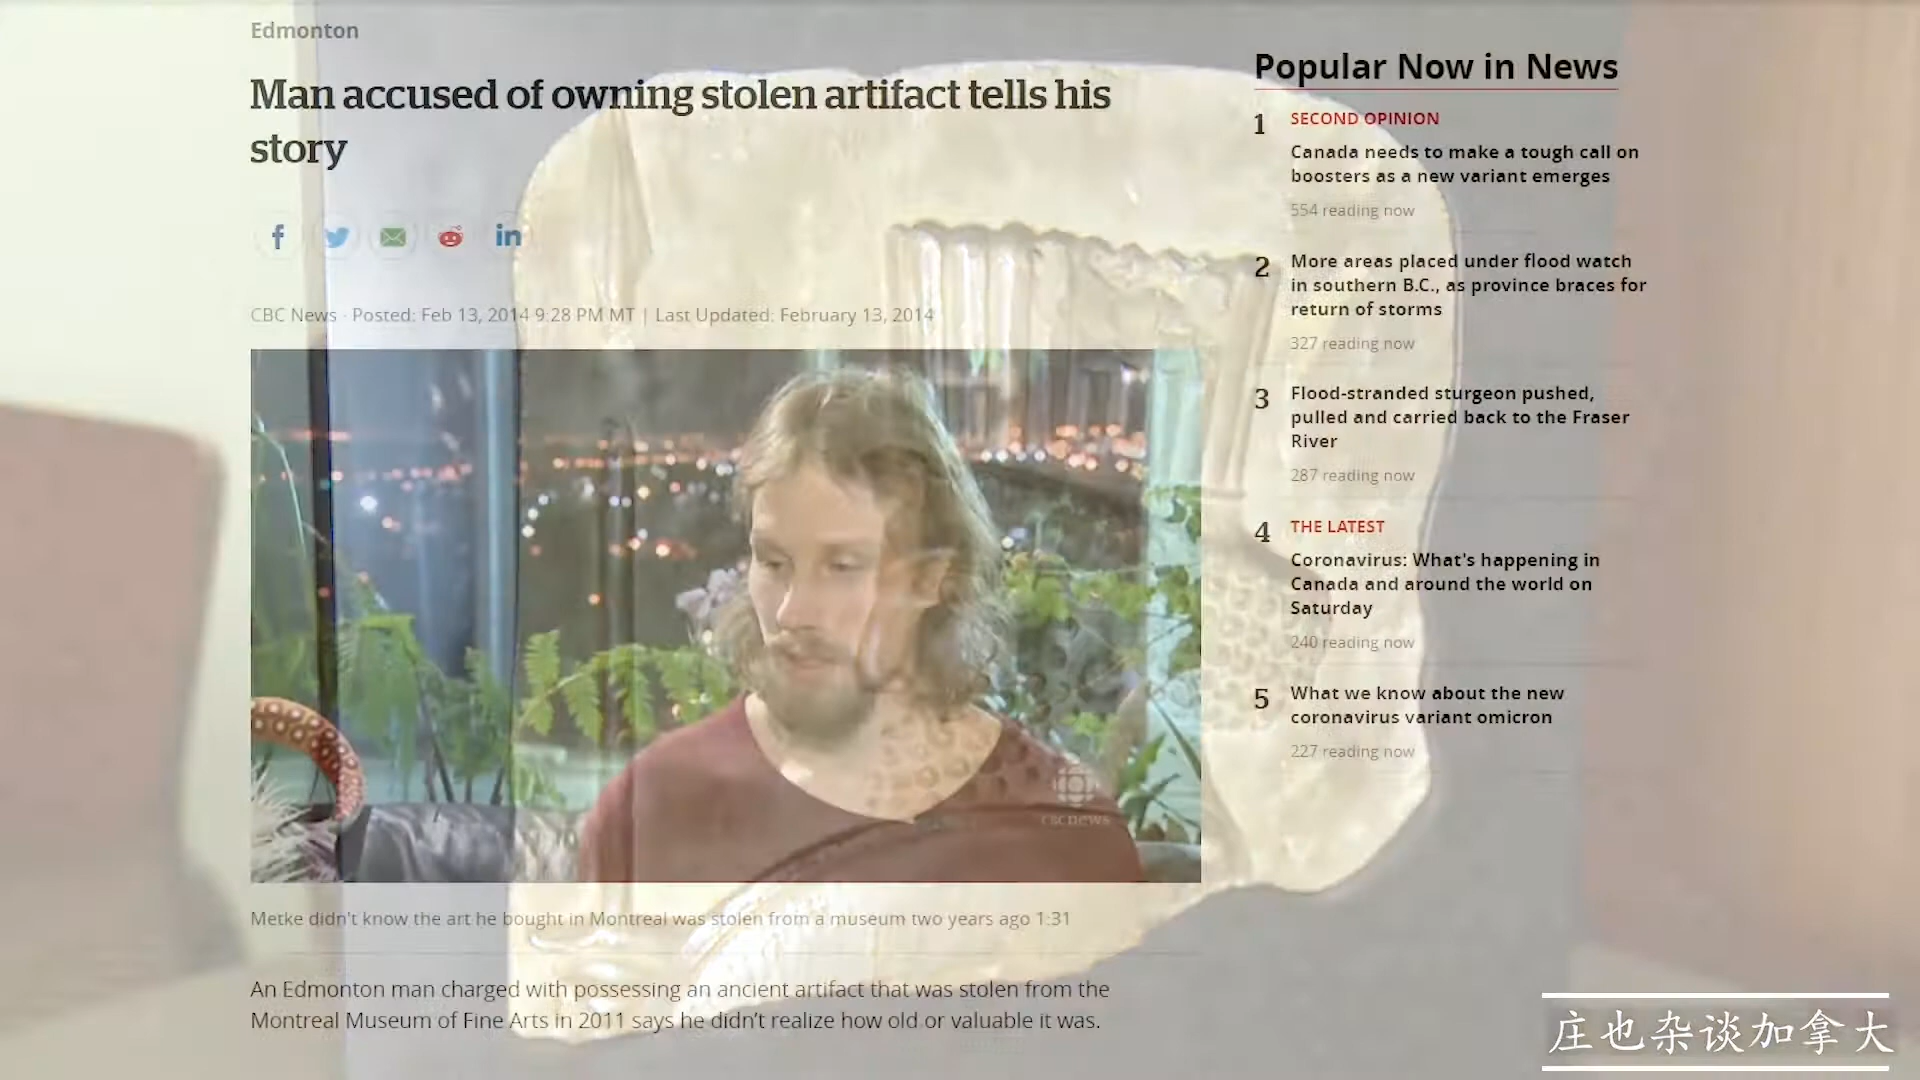 Edmonton
Man accused of owning stolen artifact tells his
story
CBC News · Posted: Feb 13, 2014 9:28 PM MT | Last Updated: February 13, 2014
cbcnews
Metke didn't know the art he bought in Montreal was stolen from a museum two years ago 1:31
An Edmonton man charged with possessing an ancient artifact that was stolen from the
Montreal Museum of Fine Arts in 2011 says he didn't realize how old or valuable it was.
Popular Now in News
1 SECOND OPINION
Canada needs to make a tough call on
boosters as a new variant emerges
554 reading now
2 More areas placed under flood watch
in southern B.C., as province braces for
return of storms
327 reading now
3 Flood-stranded sturgeon pushed,
pulled and carried back to the Fraser
River
287 reading now
4 THE LATEST
Coronavirus: What's happening in
Canada and around the world on
Saturday
240 reading now
5 What we know about the new
coronavirus variant omicron
227 reading now
庄也杂谈加拿大